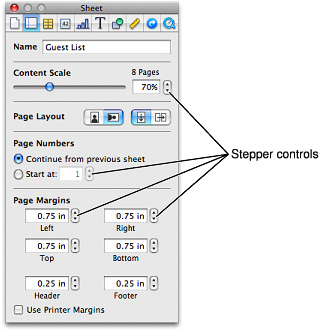 Sheet
42
T
Name Guest List
Content Scale 8 Pages
70%
Page Layout
Page Numbers
Continue from previous sheet
Start at: 1
Page Margins
0.75 in 0.75 in
Left Right
0.75 in 0.75 in
Top Bottom
0.25 in 0.25 in
Header Footer
Use Printer Margins
Stepper controls